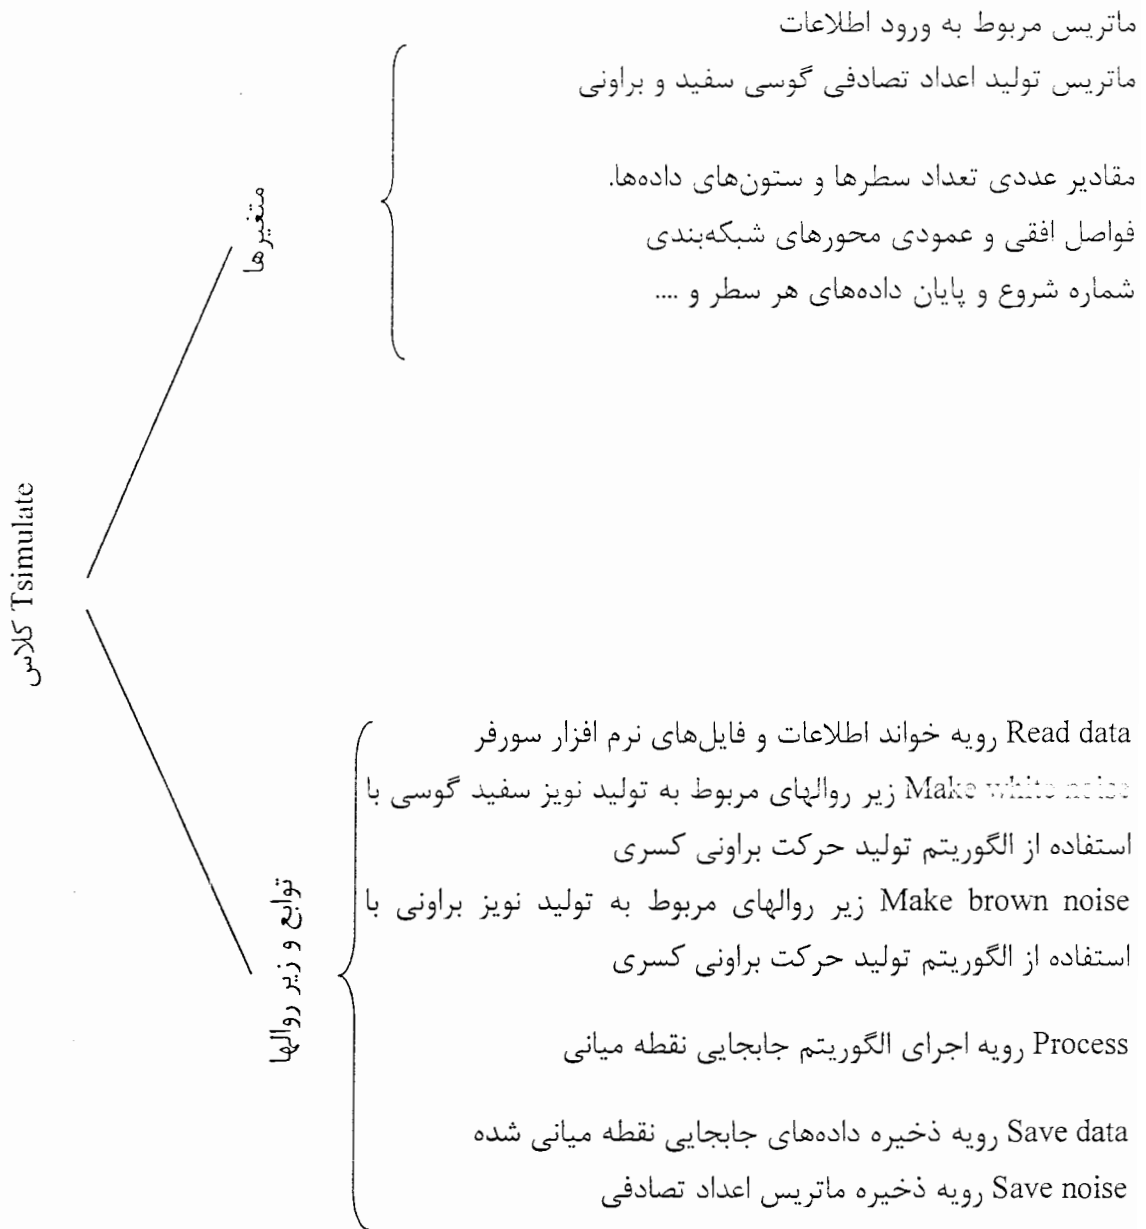 ماتریس مربوط به ورود اطلاعات
ماتریس تولید اعداد تصادفی گوسی سفید و براونی
مقادیر عددی تعداد سطرها و ستون‌های داده‌ها.
فواصل افقی و عمودی محورهای شبکه‌بندی
شماره شروع و پایان داده‌های هر سطر و ....
متغیرها
کلاس Tsimulate
Read data رویه خواند اطلاعات و فایل‌های نرم افزار سورفر
Make white noise زیر روالهای مربوط به تولید نویز سفید گوسی با
استفاده از الگوریتم تولید حرکت براونی کسری
Make brown noise زیر روالهای مربوط به تولید نویز براونی با
استفاده از الگوریتم تولید حرکت براونی کسری
توابع و زیر روالها
Process رویه اجرای الگوریتم جابجایی نقطه میانی
Save data رویه ذخیره داده‌های جابجایی نقطه میانی شده
Save noise رویه ذخیره ماتریس اعداد تصادفی